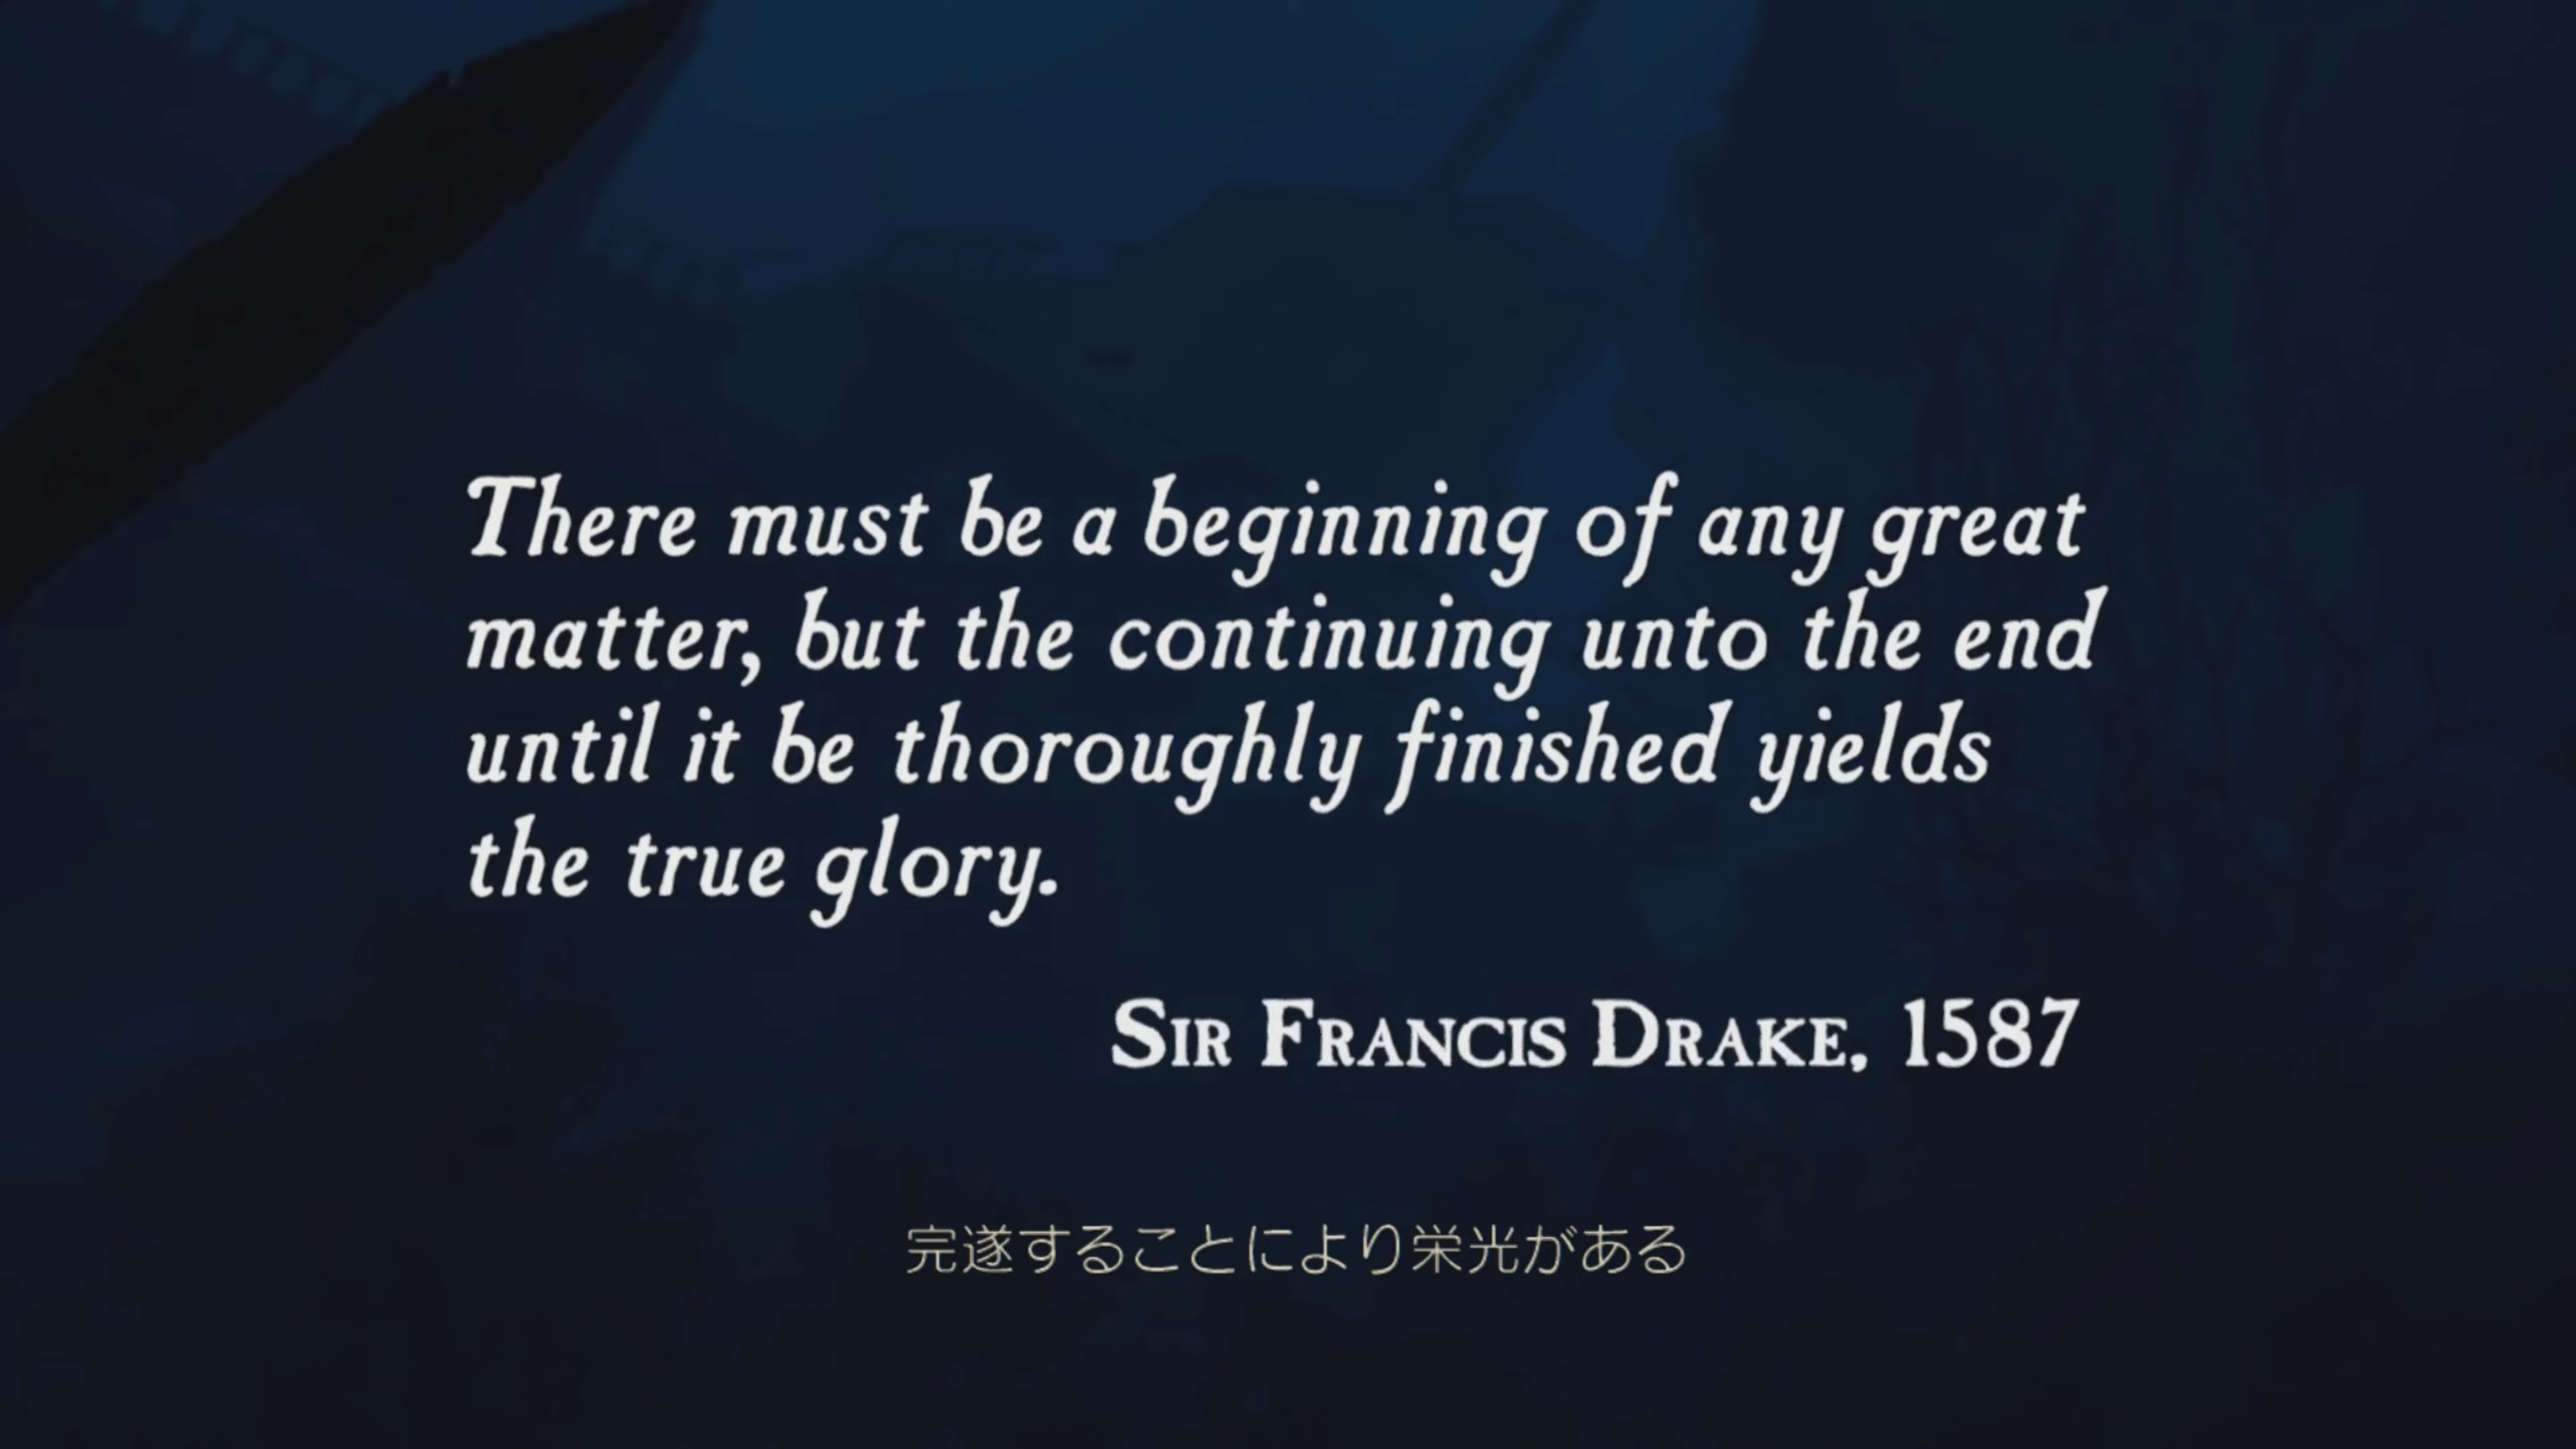 There must be a beginning of any great
matter, but the continuing unto the end
until it be thoroughly finished yields
the true glory.
SIR FRANCIS DRAKE, 1587
完遂することにより栄光がある